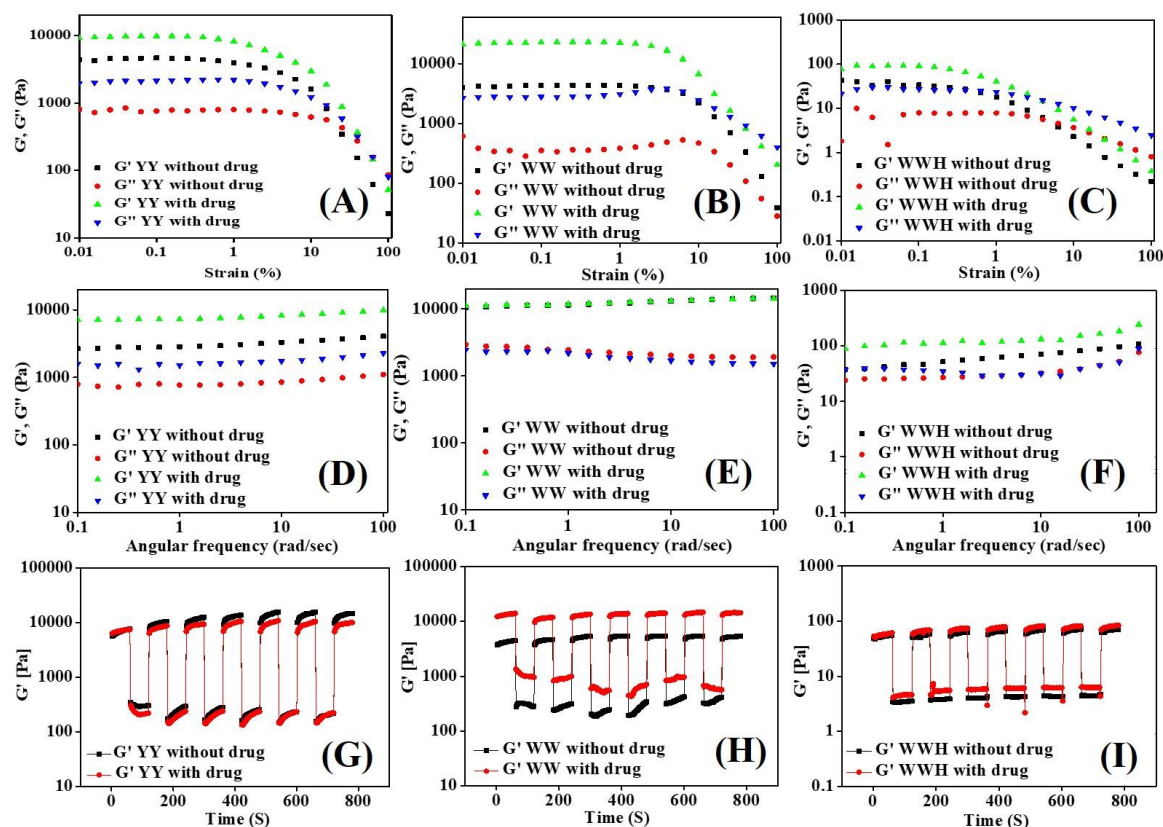 10000
1000
100
10
G', G'' (Pa)
G' YY without drug
G'' YY without drug
G' YY with drug
G'' YY with drug
(A)
0.01 0.1 1 10 100
Strain (%)
100000
10000
1000
100
10
G', G'' (Pa)
G' WW without drug
G'' WW without drug
G' WW with drug
G'' WW with drug
(B)
0.01 0.1 1 10 100
Strain (%)
1000
100
10
1
0.1
0.01
G', G'' (Pa)
G' WWH without drug
G'' WWH without drug
G' WWH with drug
G'' WWH with drug
(C)
0.01 0.1 1 10 100
Strain (%)
10000
1000
100
10
G', G'' (Pa)
G' YY without drug
G'' YY without drug
G' YY with drug
G'' YY with drug
(D)
0.1 1 10 100
Angular frequency (rad/sec)
10000
1000
100
10
G', G'' (Pa)
G' WW without drug
G'' WW without drug
G' WW with drug
G'' WW with drug
(E)
0.1 1 10 100
Angular frequency (rad/sec)
1000
100
10
1
0.1
G', G'' (Pa)
G' WWH without drug
G'' WWH without drug
G' WWH with drug
G'' WWH with drug
(F)
0.1 1 10 100
Angular frequency (rad/sec)
100000
10000
1000
100
10
G' [Pa]
G' YY without drug
G' YY with drug
(G)
0 200 400 600 800
Time (S)
100000
10000
1000
100
10
G' [Pa]
G' WW without drug
G' WW with drug
(H)
0 200 400 600 800
Time (S)
1000
100
10
1
0.1
G' [Pa]
G' WWH without drug
G' WWH with drug
(I)
0 200 400 600 800
Time (S)